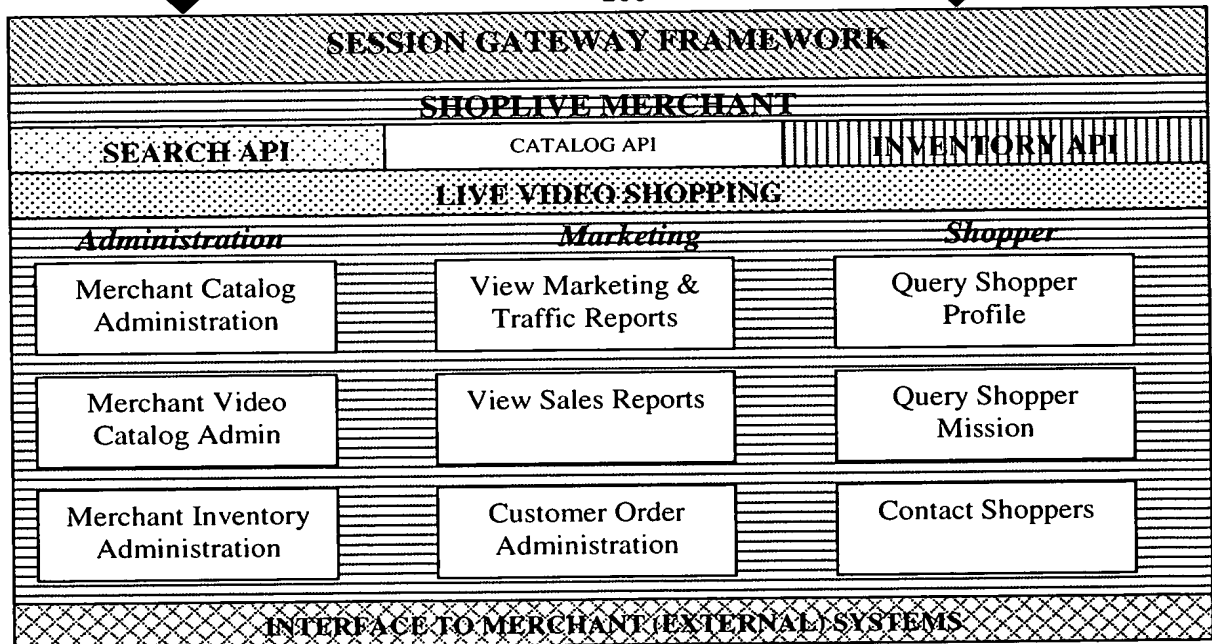 SESSION GATEWAY FRAMEWORK
SHOPLIVE MERCHANT
SEARCH API
CATALOG API
INVENTORY API
LIVE VIDEO SHOPPING
Administration
Marketing
Shopper
Merchant Catalog
Administration
View Marketing &
Traffic Reports
Query Shopper
Profile
Merchant Video
Catalog Admin
View Sales Reports
Query Shopper
Mission
Merchant Inventory
Administration
Customer Order
Administration
Contact Shoppers
INTERFACE TO MERCHANT (EXTERNAL) SYSTEMS